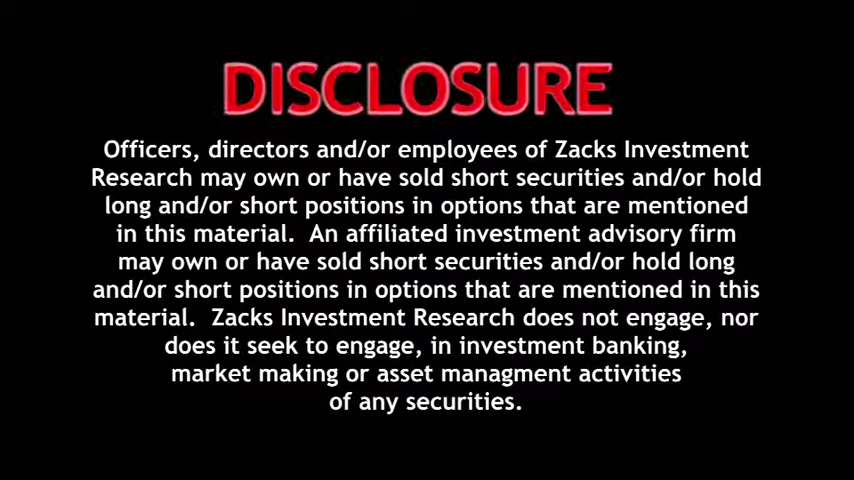 DISCLOSURE
Officers, directors and/or employees of Zacks Investment
Research may own or have sold short securities and/or hold
long and/or short positions in options that are mentioned
in this material.  An affiliated investment advisory firm
may own or have sold short securities and/or hold long
and/or short positions in options that are mentioned in this
material.  Zacks Investment Research does not engage, nor
does it seek to engage, in investment banking,
market making or asset managment activities
of any securities.